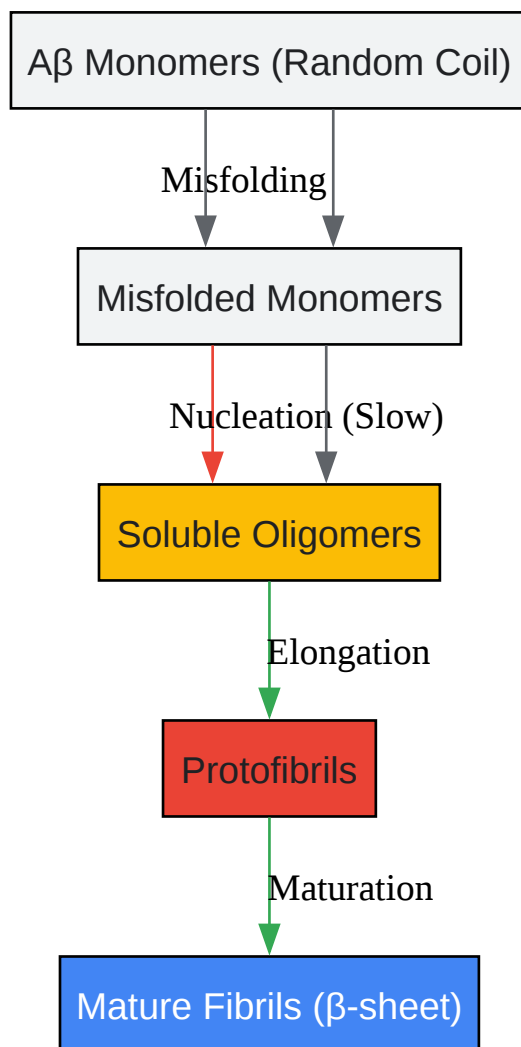 Aβ Monomers (Random Coil)
Misfolding
Misfolded Monomers
Nucleation (Slow)
Soluble Oligomers
Elongation
Protofibrils
Maturation
Mature Fibrils (β-sheet)